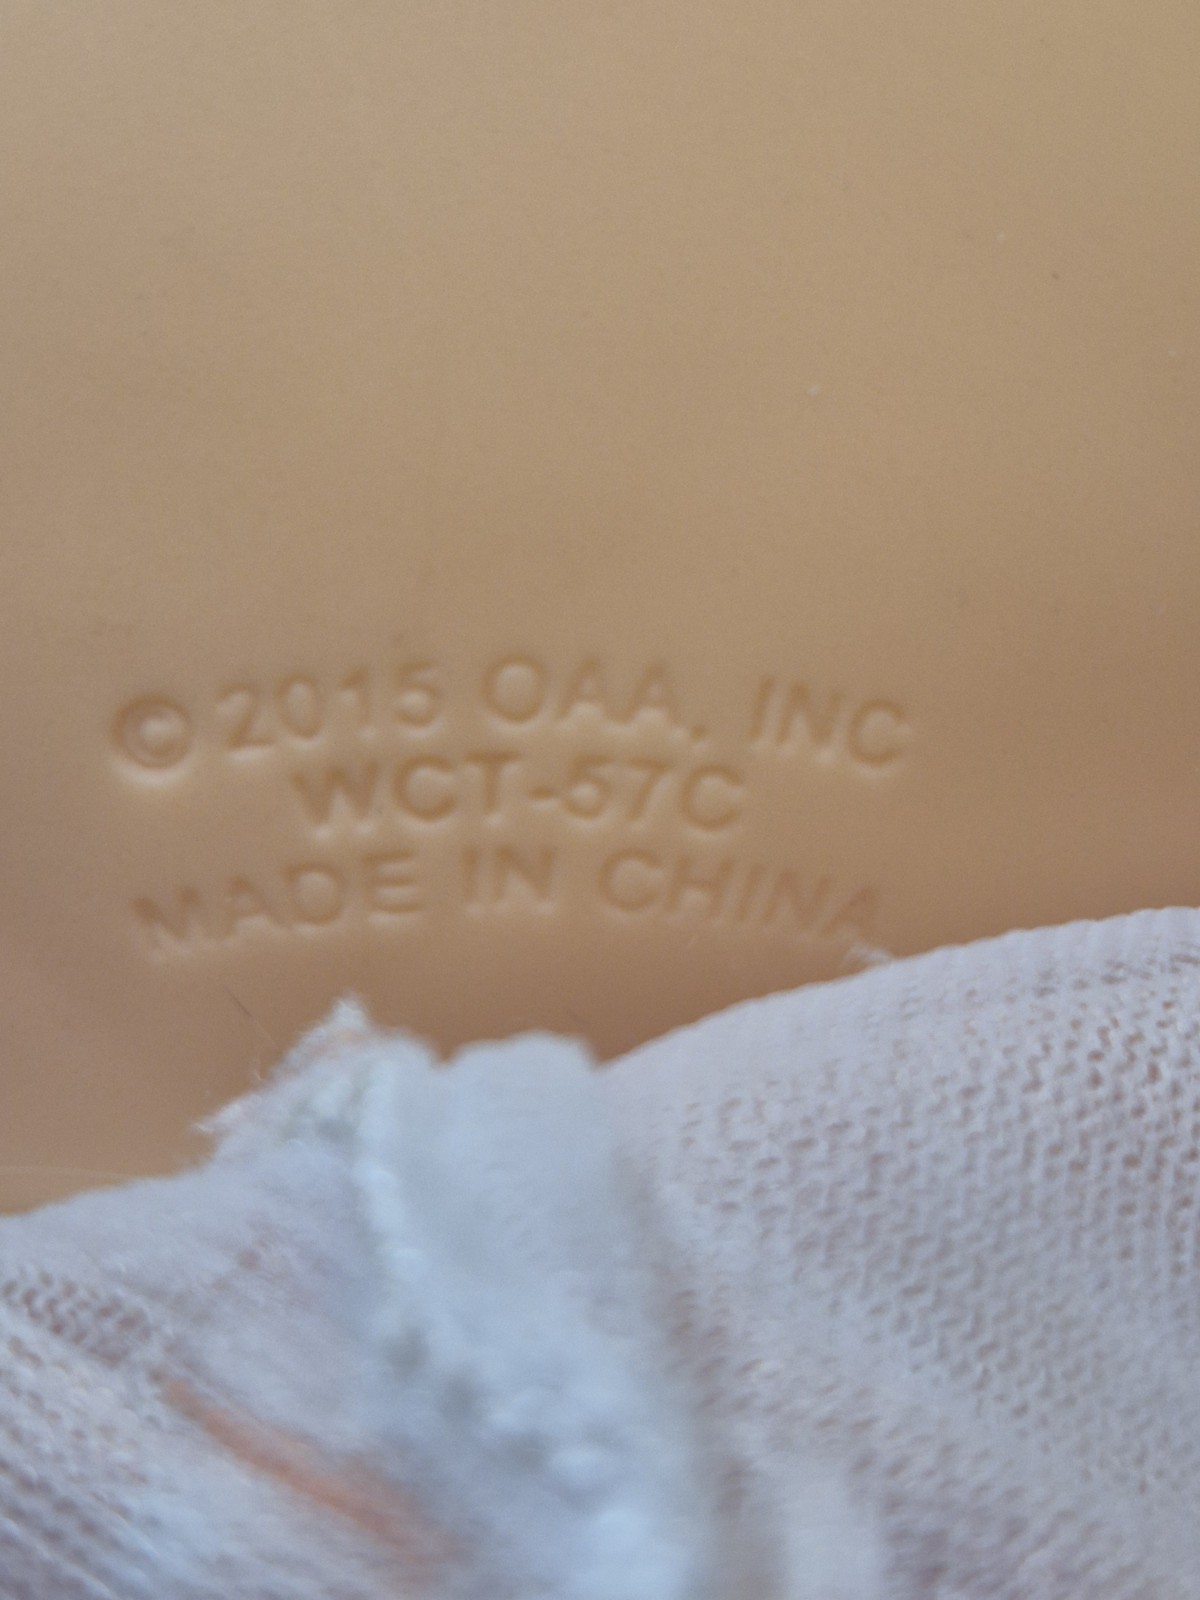 © 2015 OAA, INC
WCT-57C
MADE IN CHINA